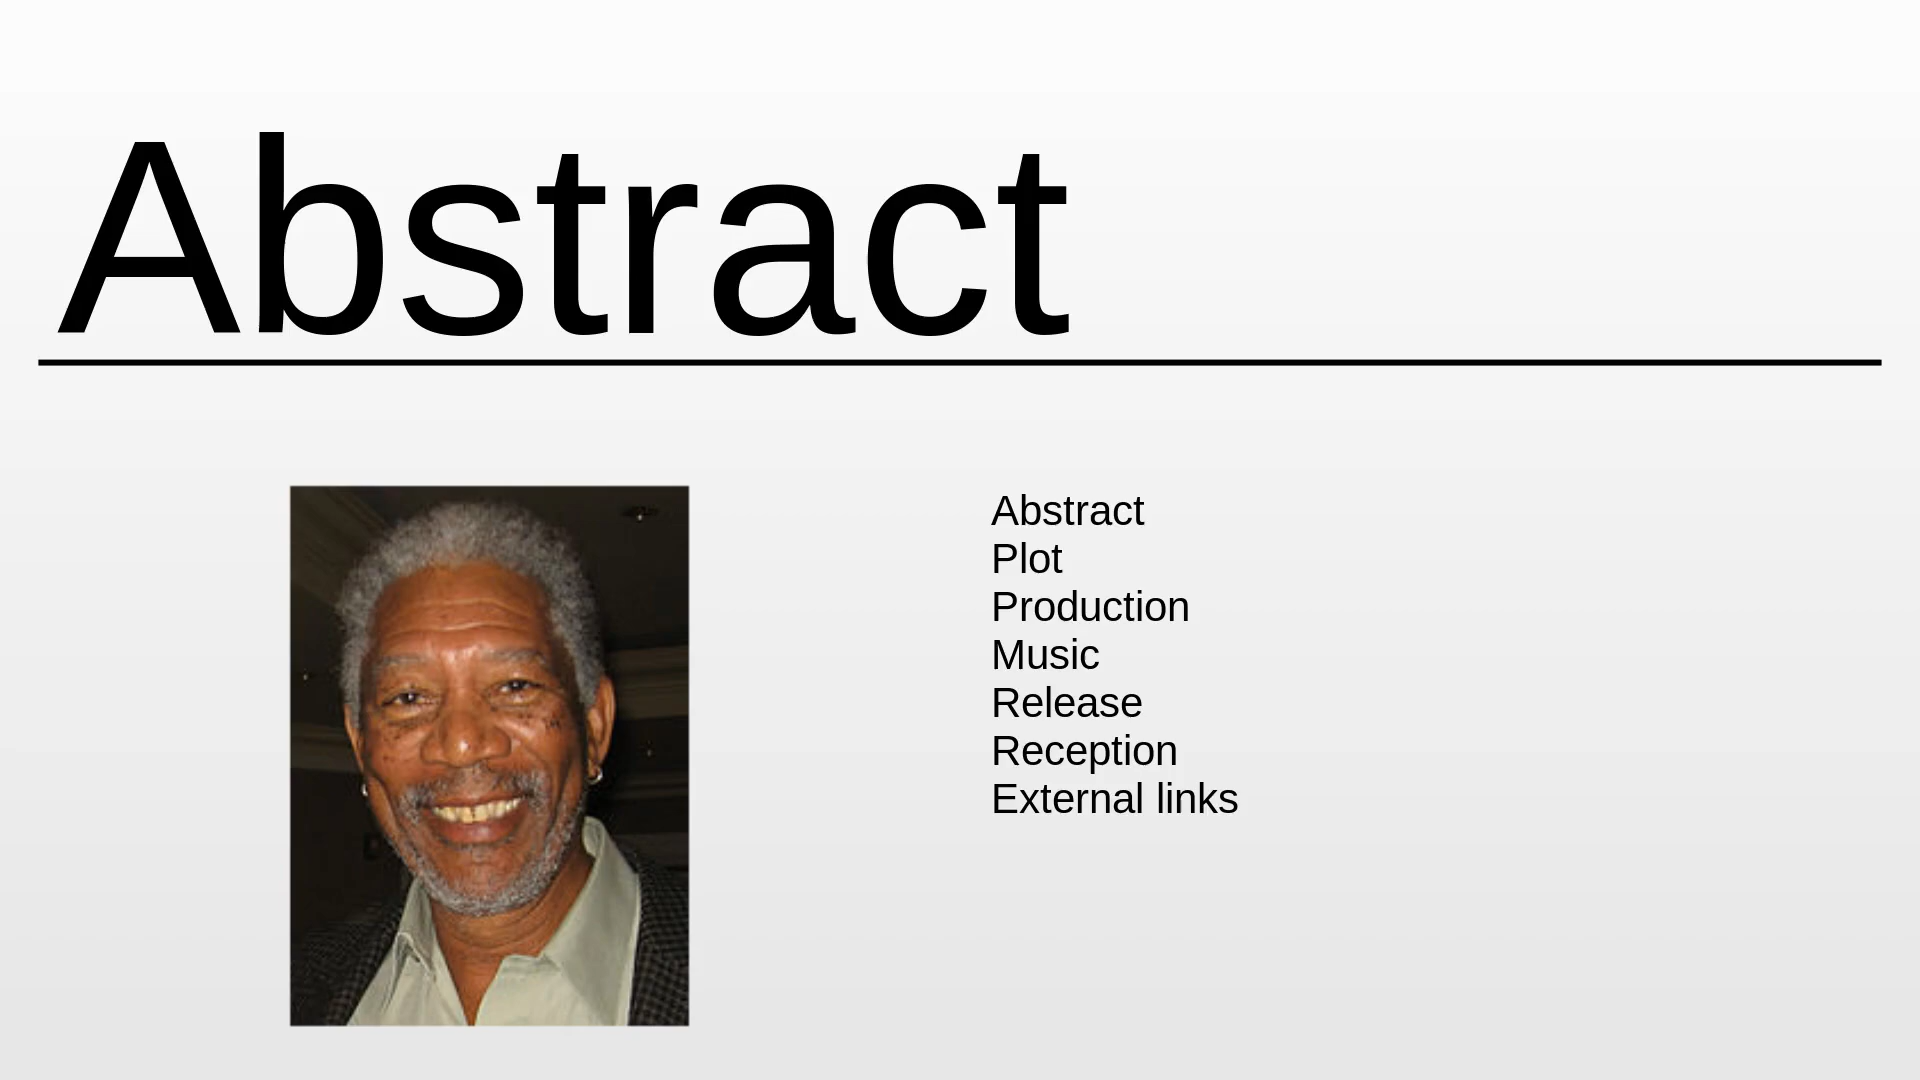 Abstract
Abstract
Plot
Production
Music
Release
Reception
External links